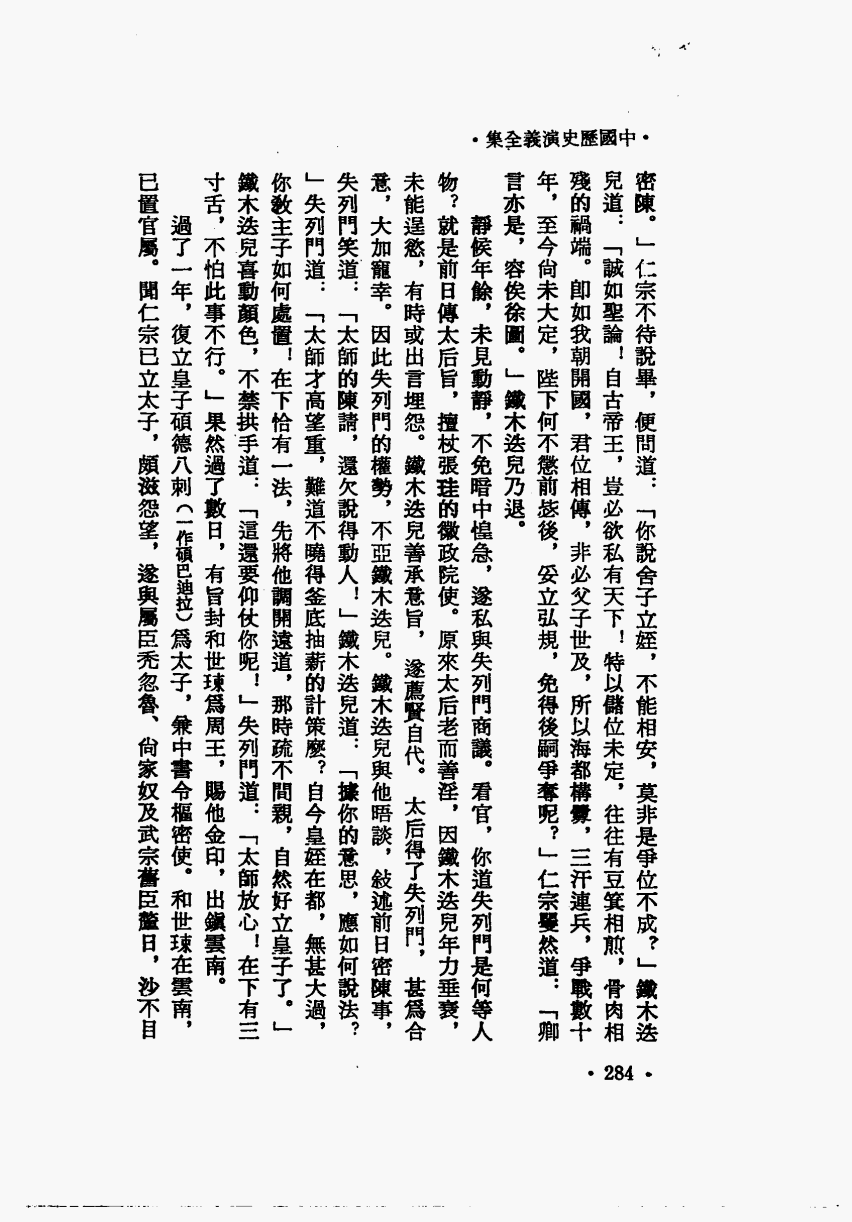 ·中國歷史演義全集·
密陳。」仁宗不待說畢，便問道：「你說舍子立姪，不能相安，莫非是爭位不成？」鐵木迭
兒道：「誠如聖諭！自古帝王，豈必欲私有天下！特以儲位未定，往往有豆箕相煎，骨肉相
殘的禍端。卽如我朝開國，君位相傳，非必父子世及，所以海都構釁，三汗連兵，爭戰數十
年，至今尙未大定，陛下何不懲前毖後，妥立弘規，免得後嗣爭奪呢？」仁宗矍然道：「卿
言亦是，容俟徐圖。」鐵木迭兒乃退。
靜候年餘，未見動靜，不免暗中惶急，遂私與失列門商議。看官，你道失列門是何等人
物？就是前日傳太后旨，擅杖張珪的徽政院使。原來太后老而善淫，因鐵木迭兒年力垂衰，
未能逞慾，有時或出言埋怨。鐵木迭兒善承意旨，遂薦賢自代。太后得了失列門，甚爲合
意，大加寵幸。因此失列門的權勢，不亞鐵木迭兒。鐵木迭兒與他晤談，敍述前日密陳事，
失列門笑道：「太師的陳請，還欠說得動人！」鐵木迭兒道：「據你的意思，應如何說法？
」失列門道：「太師才高望重，難道不曉得釜底抽薪的計策麼？自今皇姪在都，無甚大過，
你敎主子如何處置！在下恰有一法，先將他調開遠道，那時疏不間親，自然好立皇子了。」
鐵木迭兒喜動顏色，不禁拱手道：「這還要仰仗你呢！」失列門道：「太師放心！在下有三
寸舌，不怕此事不行。」果然過了數日，有旨封和世㻋爲周王，賜他金印，出鎭雲南。
過了一年，復立皇子碩德八剌（一作碩巴迪拉）爲太子，兼中書令樞密使。和世㻋在雲南，
已置官屬。聞仁宗已立太子，頗滋怨望，遂與屬臣禿忽魯、尙家奴及武宗舊臣釐日，沙不目
·284·